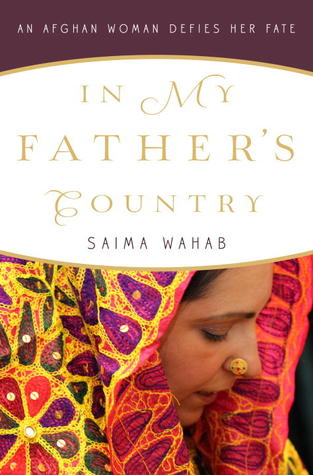 AN AFGHAN WOMAN DEFIES HER FATE
IN MY
FATHER'S
COUNTRY
SAIMA WAHAB